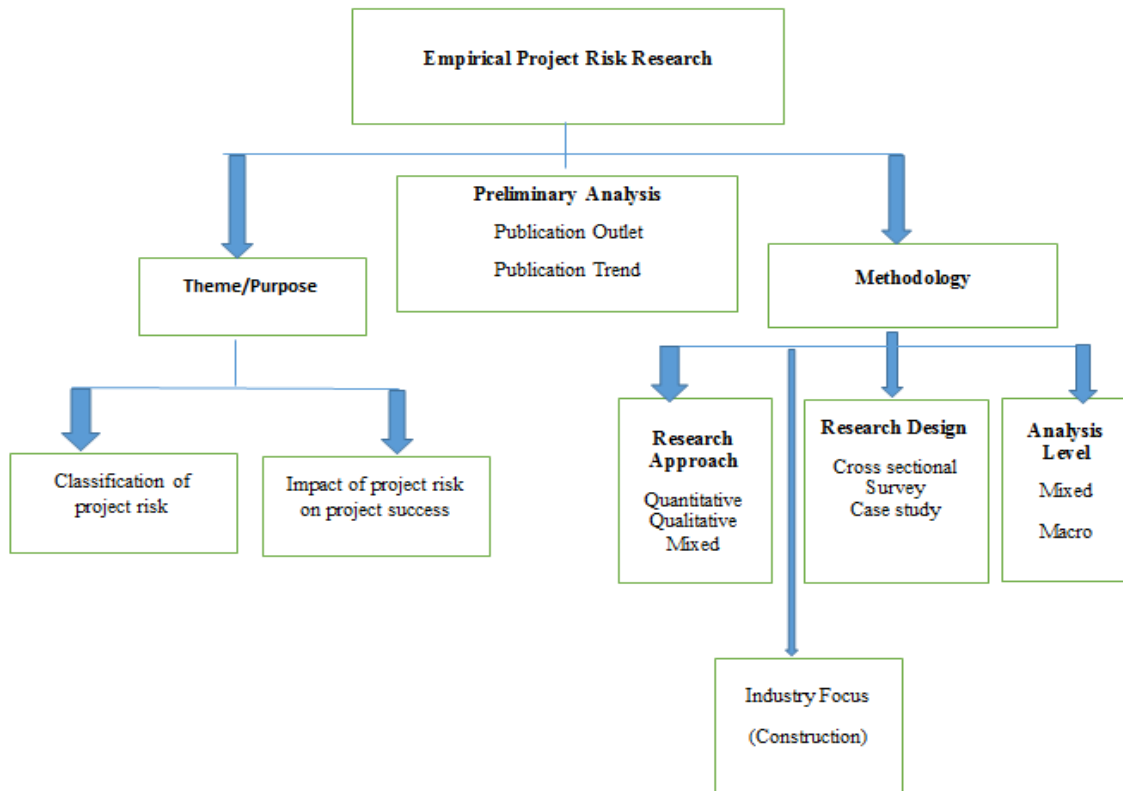 Empirical Project Risk Research
Preliminary Analysis
Publication Outlet
Publication Trend
Theme/Purpose
Methodology
Classification of
project risk
Impact of project risk
on project success
Research
Approach
Quantitative
Qualitative
Mixed
Research Design
Cross sectional
Survey
Case study
Analysis
Level
Mixed
Macro
Industry Focus
(Construction)